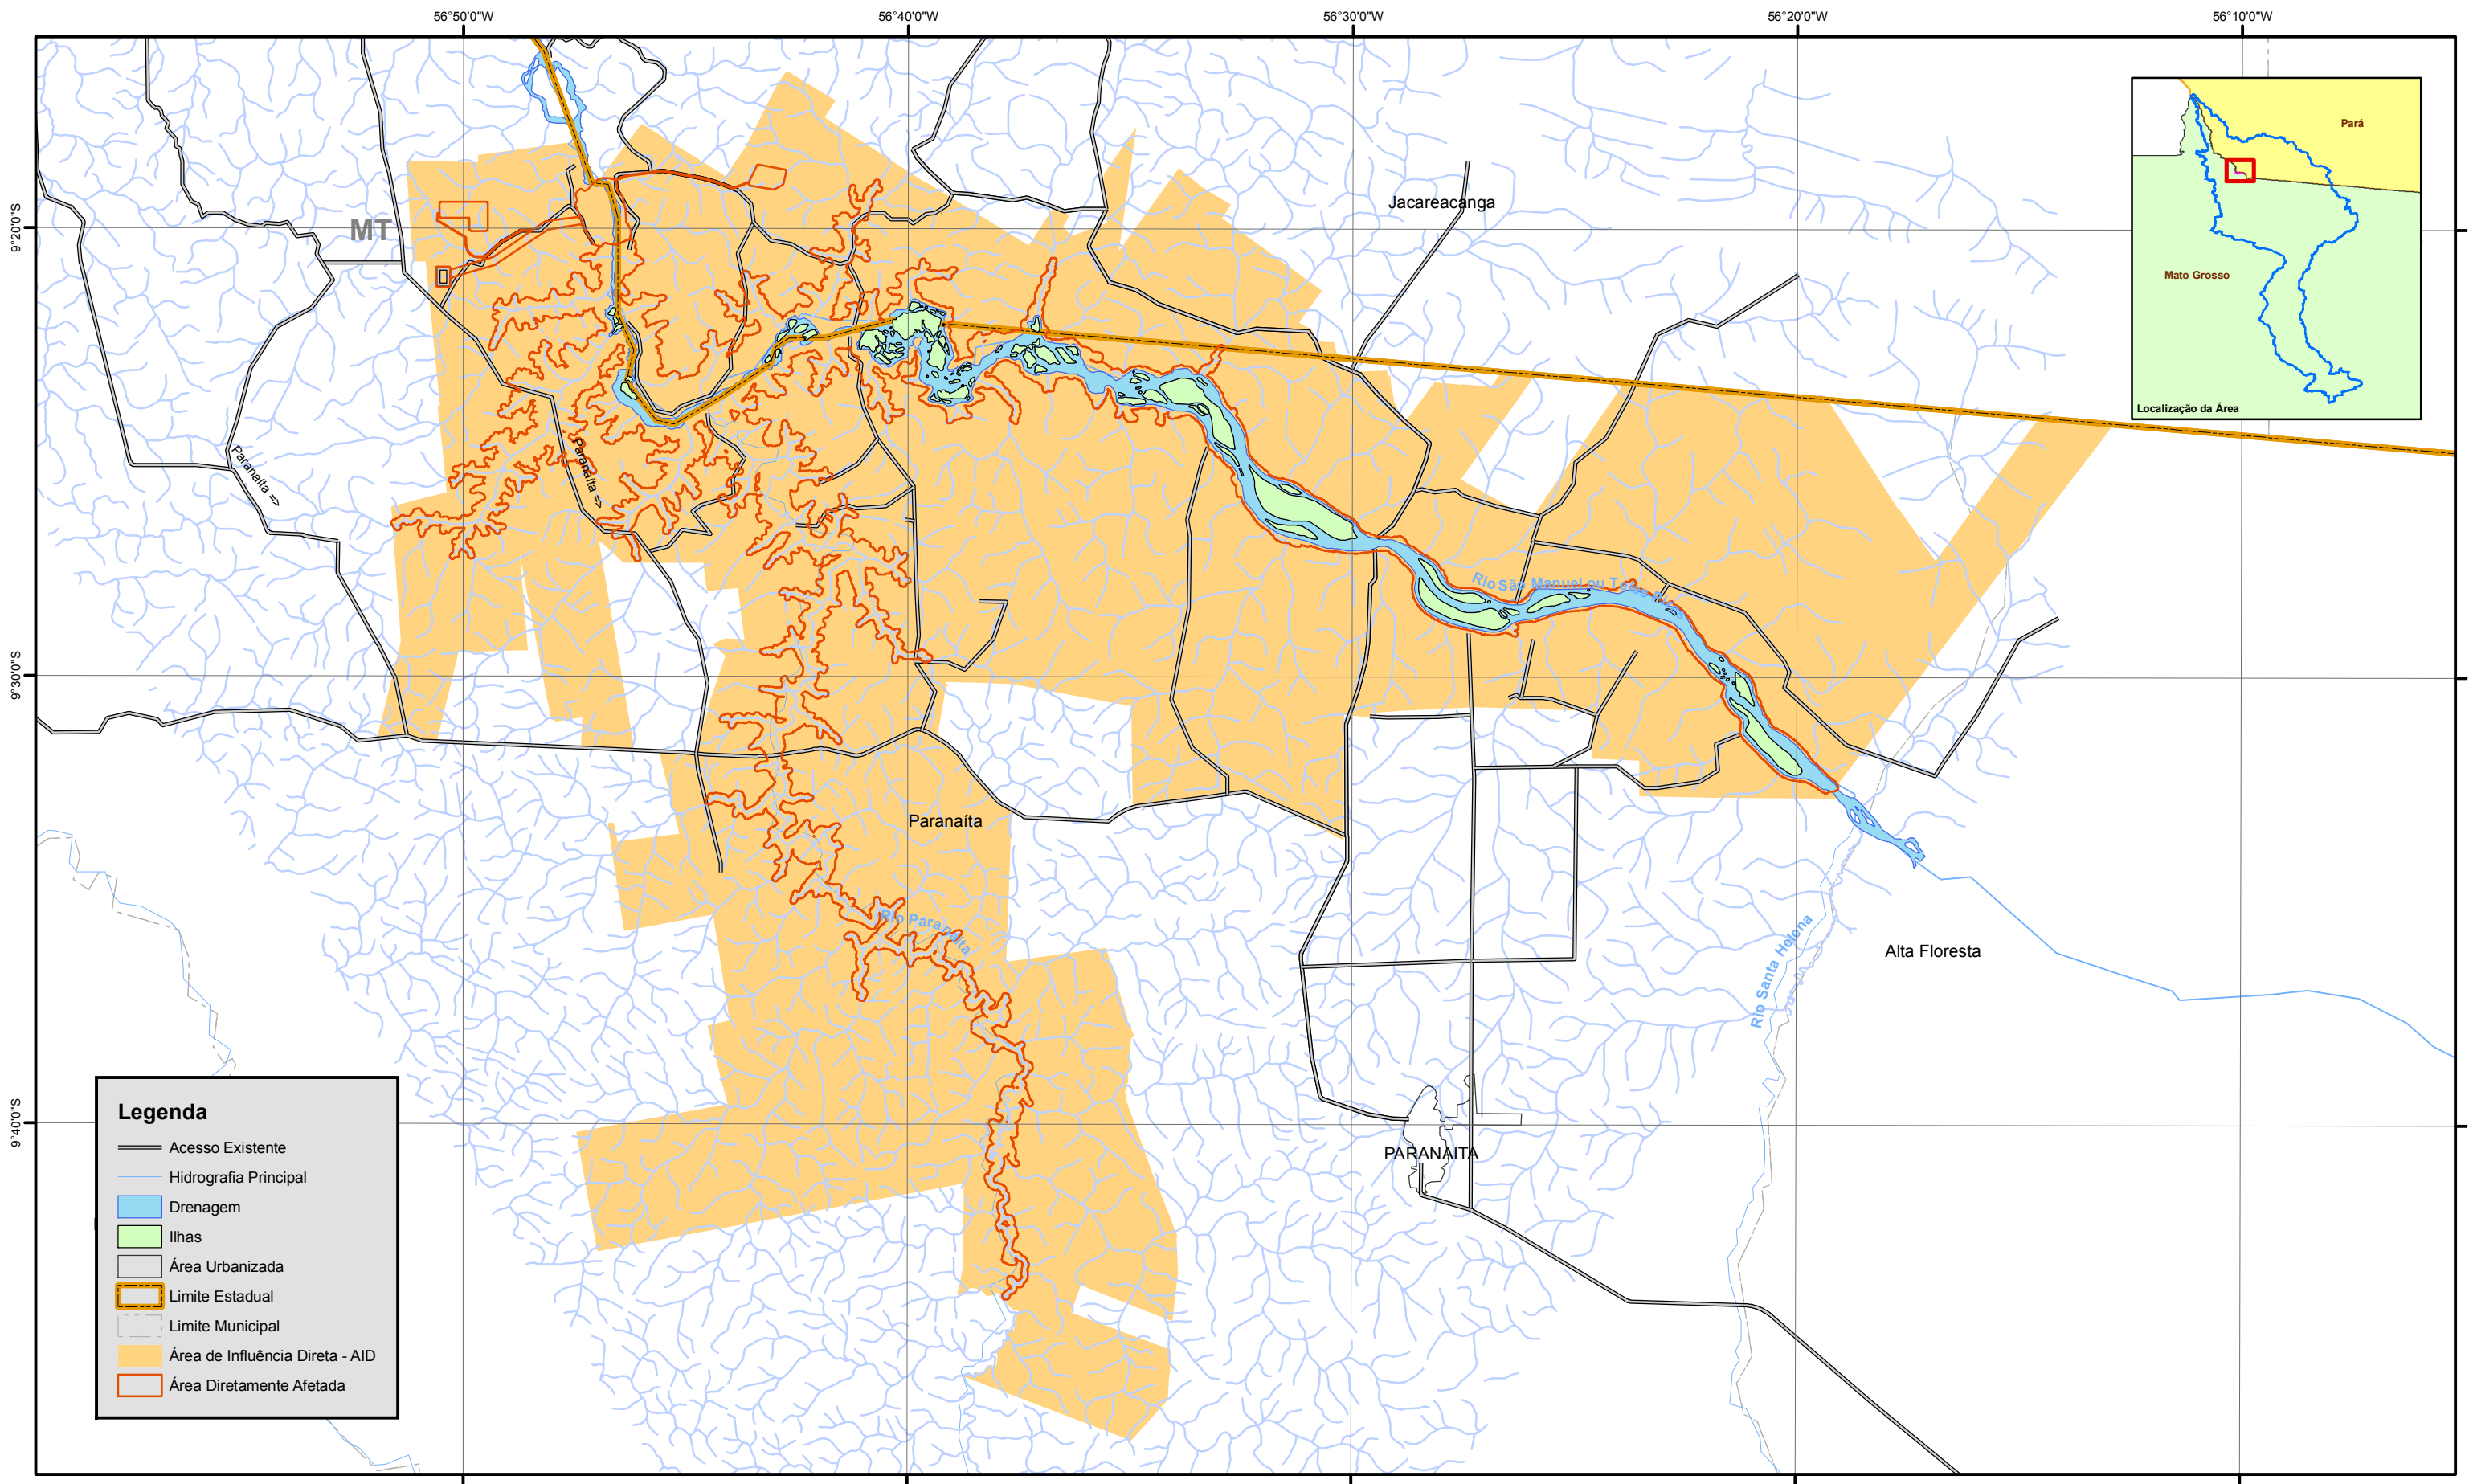 56°50'0"W
56°40'0"W
56°30'0"W
56°20'0"W
56°10'0"W
9°20'0"S
9°30'0"S
9°40'0"S
MT
Jacareacanga
Pará
Mato Grosso
Localização da Área
Paranaíta =>
Paranaíta =>
Rio São Manuel ou Teles Pires
Paranaíta
Rio Paranaíta
Rio Santa Helena
Alta Floresta
PARANAITA
Legenda
Acesso Existente
Hidrografia Principal
Drenagem
Ilhas
Área Urbanizada
Limite Estadual
Limite Municipal
Área de Influência Direta - AID
Área Diretamente Afetada